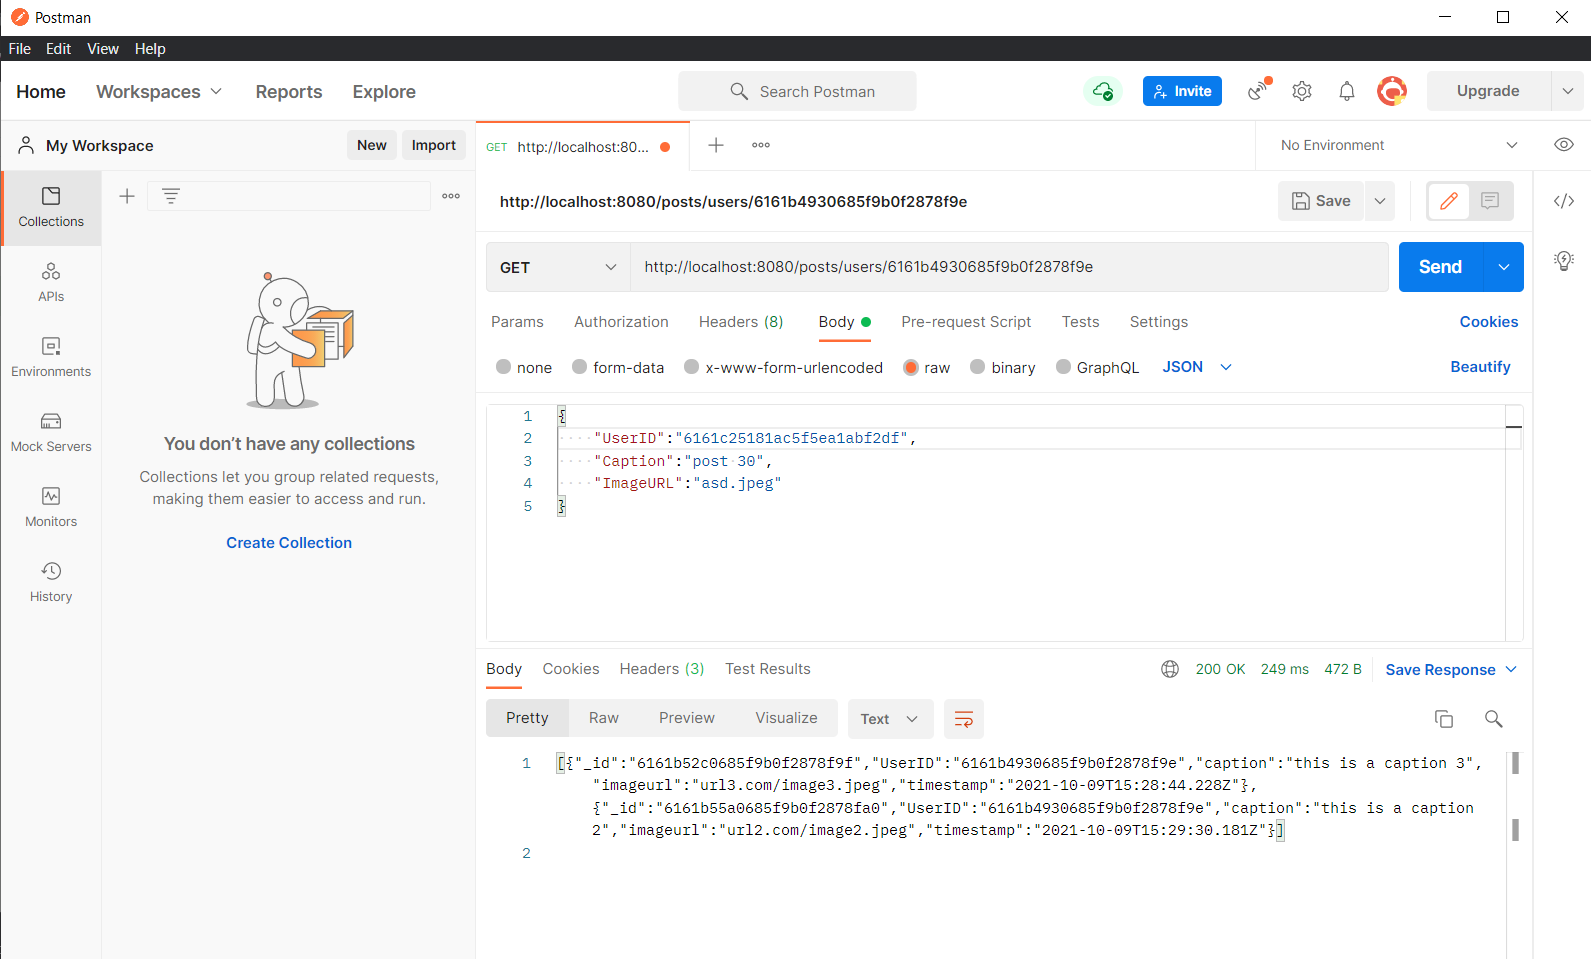 Postman
File Edit View Help
Home Workspaces Reports Explore Search Postman Invite Upgrade
My Workspace New Import GET http://localhost:80... No Environment
http://localhost:8080/posts/users/6161b4930685f9b0f2878f9e Save
Collections
APIs
Environments
Mock Servers
Monitors
History
You don’t have any collections
Collections let you group related requests,
making them easier to access and run.
Create Collection
GET http://localhost:8080/posts/users/6161b4930685f9b0f2878f9e Send
Params Authorization Headers (8) Body Pre-request Script Tests Settings Cookies
none form-data x-www-form-urlencoded raw binary GraphQL JSON Beautify
1 {
2 "UserID":"6161c25181ac5f5ea1abf2df",
3 "Caption":"post 30",
4 "ImageURL":"asd.jpeg"
5 }
Body Cookies Headers (3) Test Results 200 OK 249 ms 472 B Save Response
Pretty Raw Preview Visualize Text
1 [{"_id":"6161b52c0685f9b0f2878f9f","UserID":"6161b4930685f9b0f2878f9e","caption":"this is a caption 3",
"imageurl":"url3.com/image3.jpeg","timestamp":"2021-10-09T15:28:44.228Z"},
{"_id":"6161b55a0685f9b0f2878fa0","UserID":"6161b4930685f9b0f2878f9e","caption":"this is a caption
2","imageurl":"url2.com/image2.jpeg","timestamp":"2021-10-09T15:29:30.181Z"}]
2